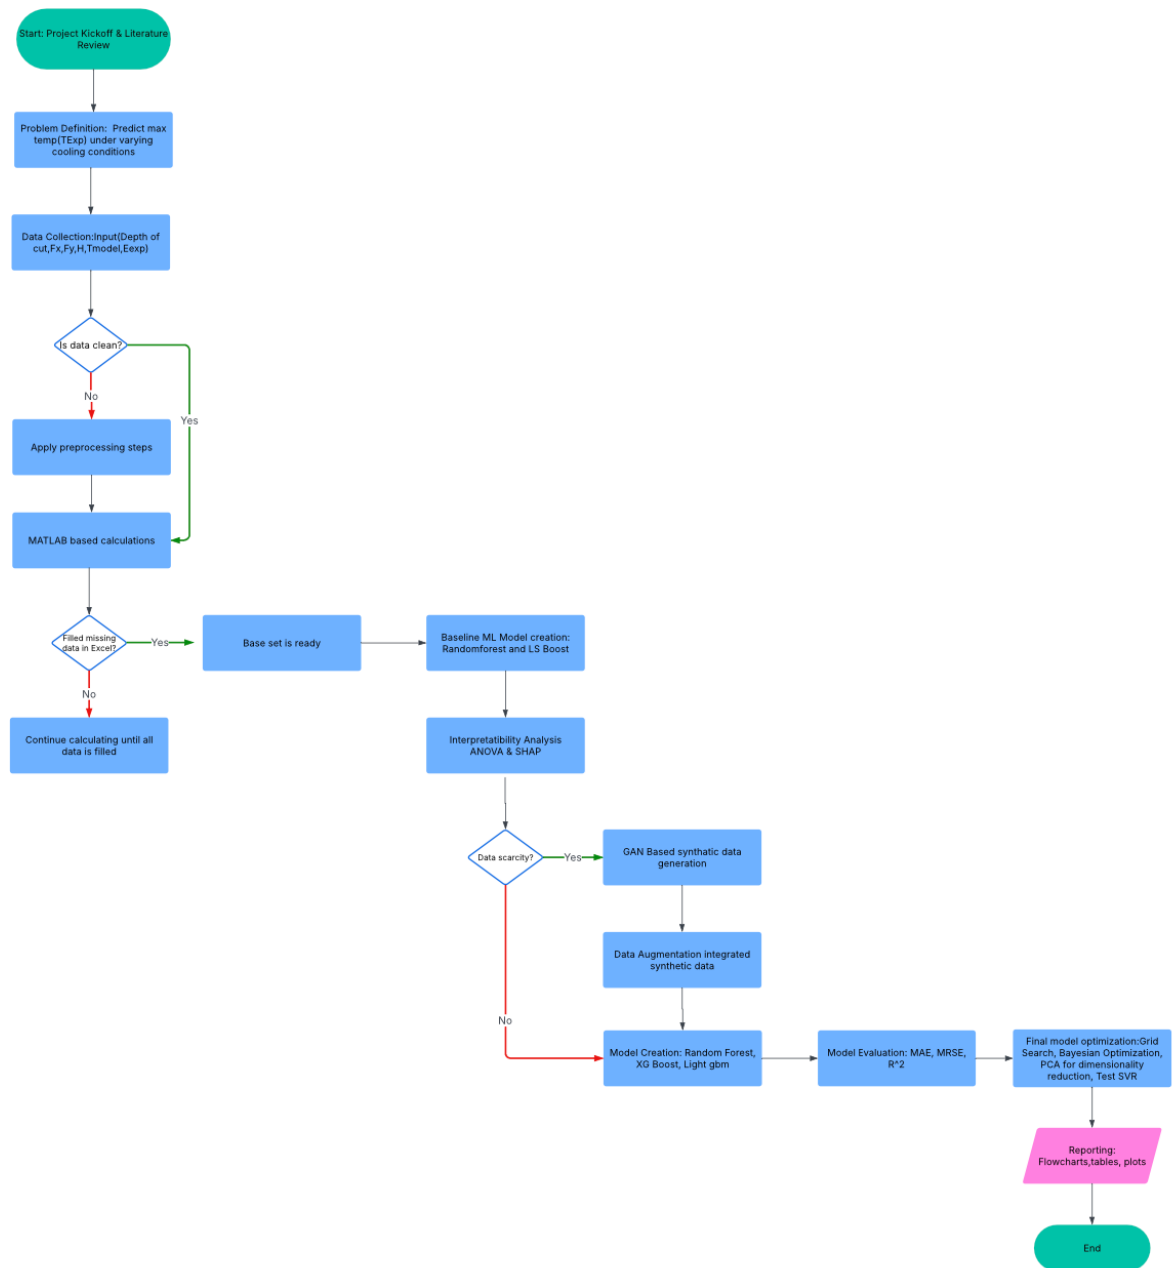 Start: Project Kickoff & Literature
Review
Problem Definition: Predict max
temp(TExp) under varying
cooling conditions
Data Collection:Input(Depth of
cut,Fx,Fy,H,Tmodel,Eexp)
Is data clean?
No
Yes
Apply preprocessing steps
MATLAB based calculations
Filled missing
data in Excel?
Yes
No
Continue calculating until all
data is filled
Base set is ready
Baseline ML Model creation:
Randomforest and LS Boost
Interpretatibility Analysis
ANOVA & SHAP
Data scarcity?
Yes
No
GAN Based synthatic data
generation
Data Augmentation integrated
synthetic data
Model Creation: Random Forest,
XG Boost, Light gbm
Model Evaluation: MAE, MRSE,
R^2
Final model optimization:Grid
Search, Bayesian Optimization,
PCA for dimensionality
reduction, Test SVR
Reporting:
Flowcharts,tables, plots
End